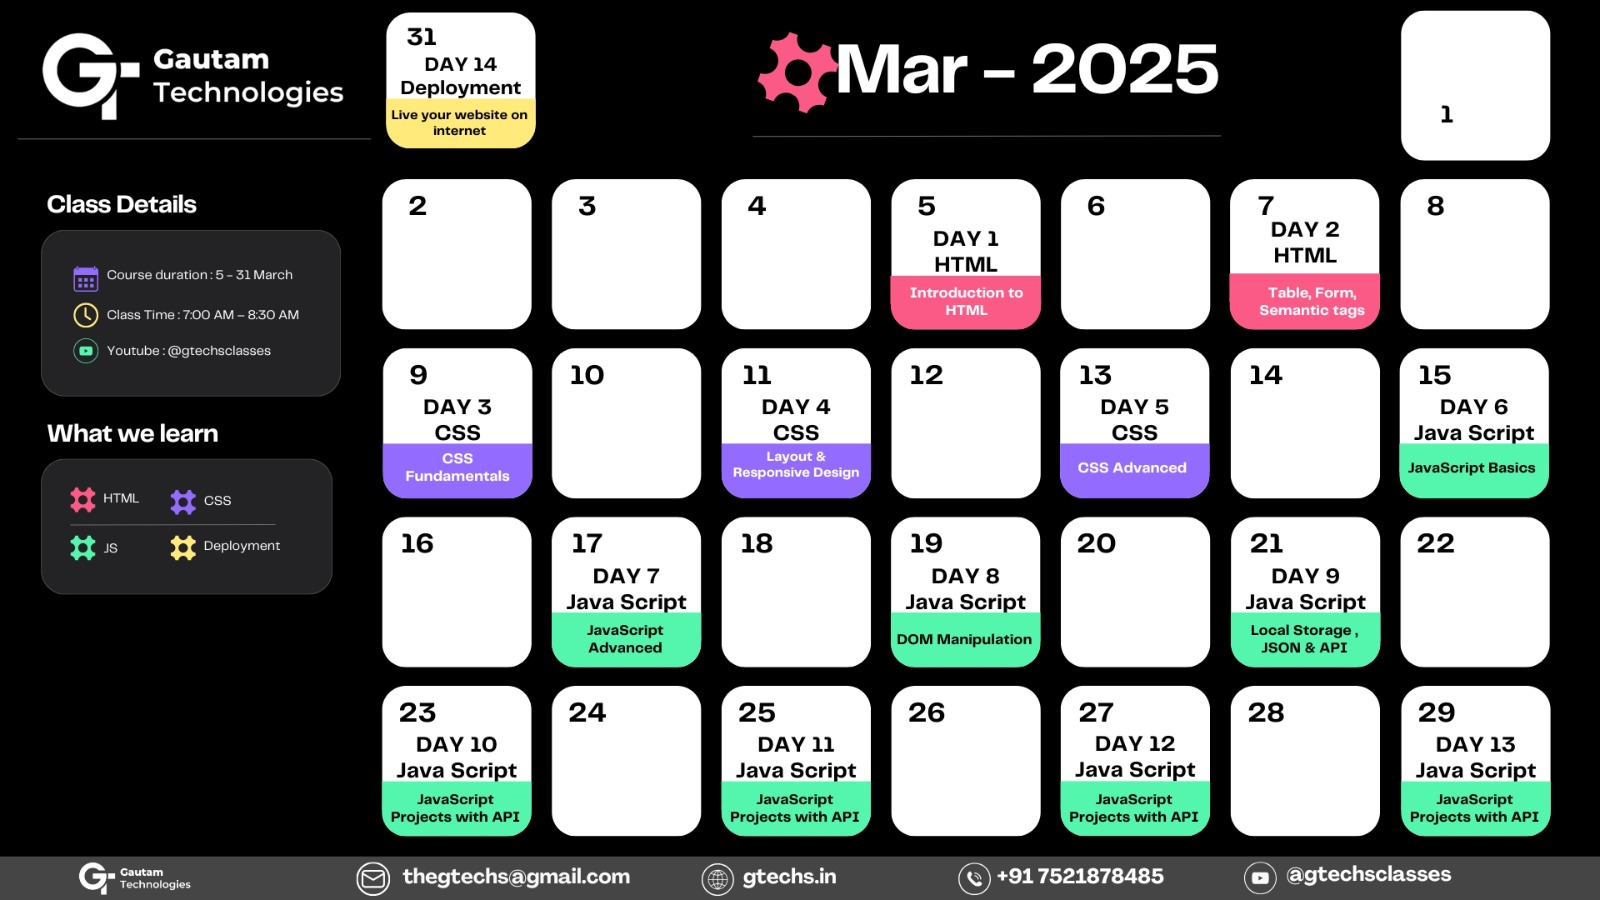 Gautam
Technologies
31
DAY 14
Deployment
Live your website on
internet
Mar – 2025
1
Class Details
Course duration : 5 - 31 March
Class Time : 7:00 AM – 8:30 AM
Youtube : @gtechsclasses
What we learn
HTML
CSS
JS
Deployment
2
3
4
5
DAY 1
HTML
Introduction to
HTML
6
7
DAY 2
HTML
Table, Form,
Semantic tags
8
9
DAY 3
CSS
CSS
Fundamentals
10
11
DAY 4
CSS
Layout &
Responsive Design
12
13
DAY 5
CSS
CSS Advanced
14
15
DAY 6
Java Script
JavaScript Basics
16
17
DAY 7
Java Script
JavaScript
Advanced
18
19
DAY 8
Java Script
DOM Manipulation
20
21
DAY 9
Java Script
Local Storage ,
JSON & API
22
23
DAY 10
Java Script
JavaScript
Projects with API
24
25
DAY 11
Java Script
JavaScript
Projects with API
26
27
DAY 12
Java Script
JavaScript
Projects with API
28
29
DAY 13
Java Script
JavaScript
Projects with API
Gautam
Technologies
thegtechs@gmail.com
gtechs.in
+91 7521878485
@gtechsclasses